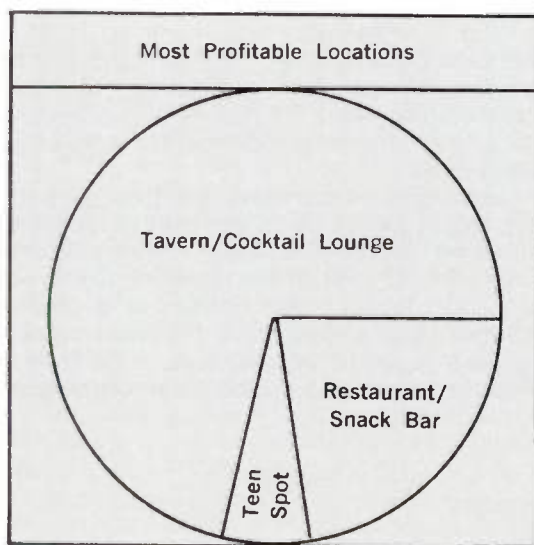 Most Profitable Locations
Tavern/Cocktail Lounge
Restaurant/
Snack Bar
Teen
Spot